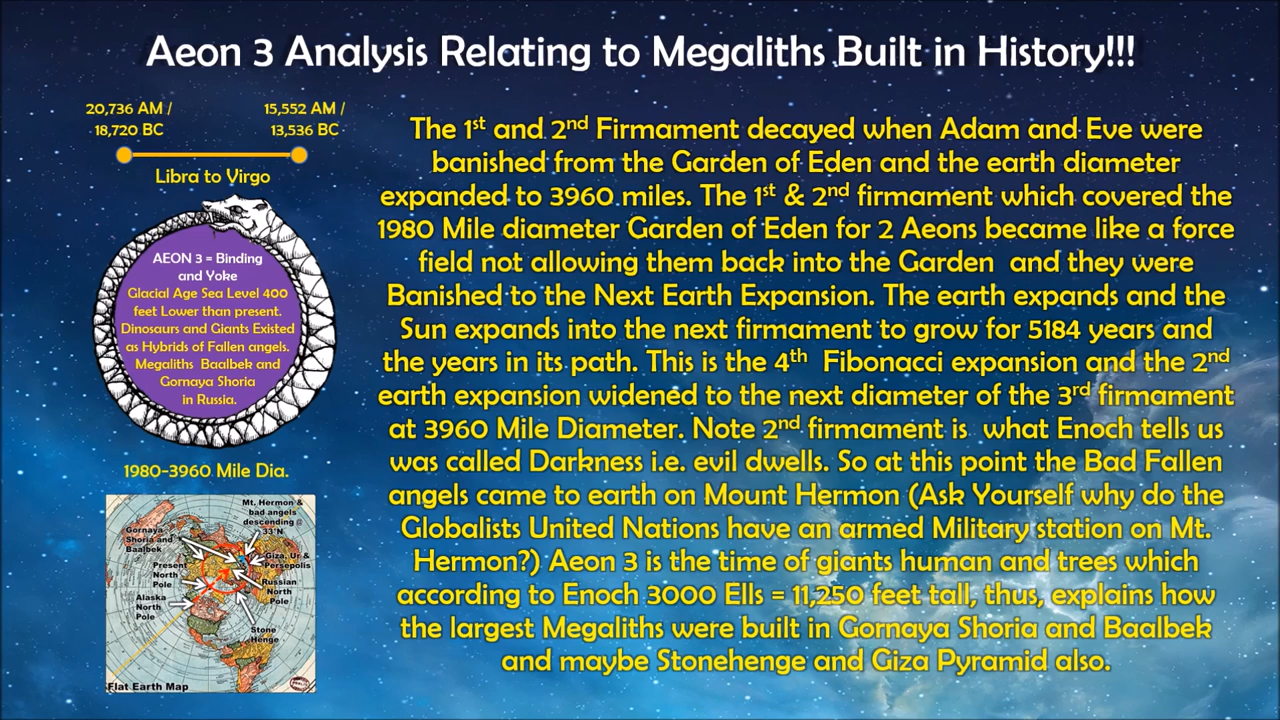 Aeon 3 Analysis Relating to Megaliths Built in History!!!
20,736 AM /
18,720 BC
15,552 AM /
13,536 BC
Libra to Virgo
AEON 3 = Binding
and Yoke
Glacial Age Sea Level 400
feet Lower than present.
Dinosaurs and Giants Existed
as Hybrids of Fallen angels.
Megaliths Baalbek and
Gornaya Shoria
in Russia.
1980-3960 Mile Dia.
Mt. Hermon &
bad angels
descending @
33°N
Gornaya
Shoria and
Baalbek
Giza, Ur &
Persepolis
Present
North
Pole
Russian
North
Pole
Alaska
North
Pole
Stone
Henge
Flat Earth Map
The 1st and 2nd Firmament decayed when Adam and Eve were
banished from the Garden of Eden and the earth diameter
expanded to 3960 miles. The 1st & 2nd firmament which covered the
1980 Mile diameter Garden of Eden for 2 Aeons became like a force
field not allowing them back into the Garden and they were
Banished to the Next Earth Expansion. The earth expands and the
Sun expands into the next firmament to grow for 5184 years and
the years in its path. This is the 4th Fibonacci expansion and the 2nd
earth expansion widened to the next diameter of the 3rd firmament
at 3960 Mile Diameter. Note 2nd firmament is what Enoch tells us
was called Darkness i.e. evil dwells. So at this point the Bad Fallen
angels came to earth on Mount Hermon (Ask Yourself why do the
Globalists United Nations have an armed Military station on Mt.
Hermon?) Aeon 3 is the time of giants human and trees which
according to Enoch 3000 Ells = 11,250 feet tall, thus, explains how
the largest Megaliths were built in Gornaya Shoria and Baalbek
and maybe Stonehenge and Giza Pyramid also.